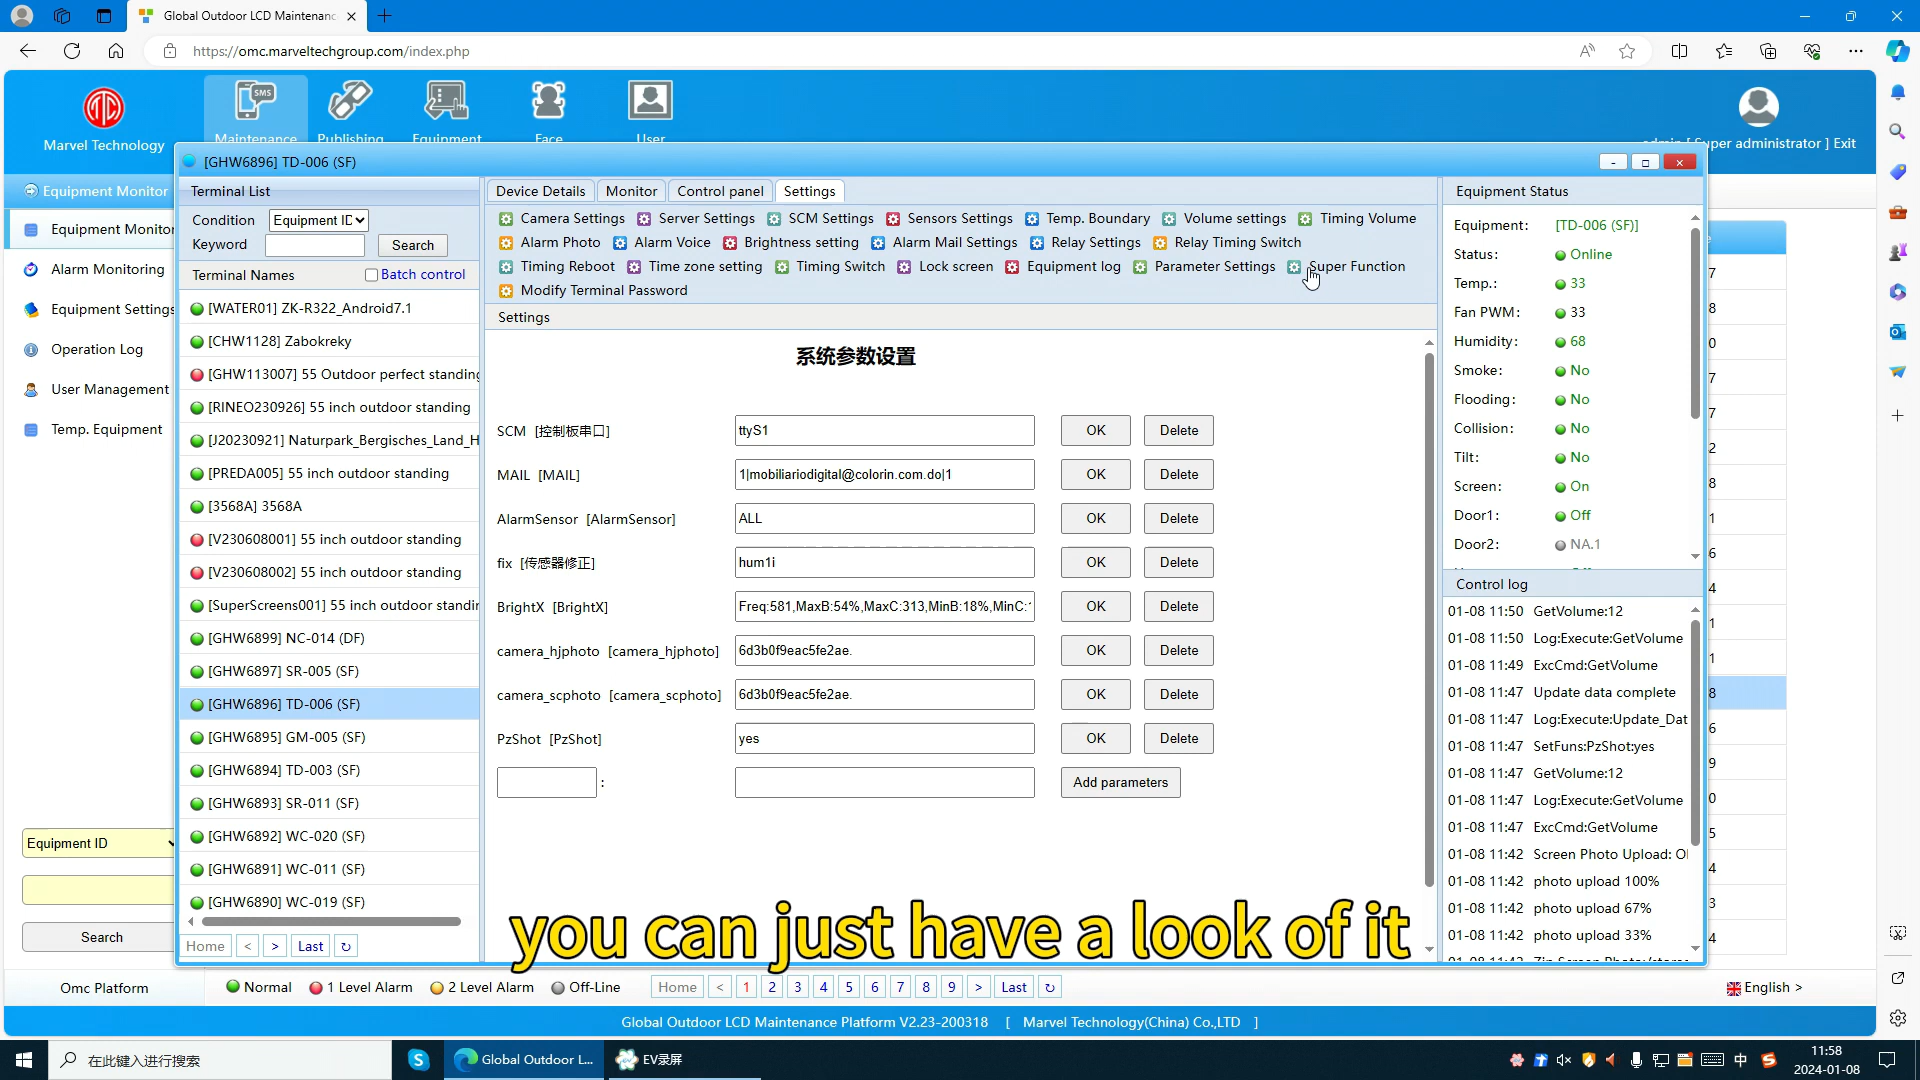 Global Outdoor LCD Maintenanc
https://omc.marveltechgroup.com/index.php
Marvel Technology
SMS
Maintenance Publishing Equipment Face User
Super administrator ] Exit
[GHW6896] TD-006 (SF)
Equipment Monitor
Equipment Monitor
Alarm Monitoring
Equipment Settings
Operation Log
User Management
Temp. Equipment
Equipment ID
Search
Terminal List
Condition Equipment ID
Keyword Search
Terminal Names Batch control
[WATER01] ZK-R322_Android7.1
[CHW1128] Zabokreky
[GHW113007] 55 Outdoor perfect standing
[RINEO230926] 55 inch outdoor standing
[J20230921] Naturpark_Bergisches_Land_H
[PREDA005] 55 inch outdoor standing
[3568A] 3568A
[V230608001] 55 inch outdoor standing
[V230608002] 55 inch outdoor standing
[SuperScreens001] 55 inch outdoor standin
[GHW6899] NC-014 (DF)
[GHW6897] SR-005 (SF)
[GHW6896] TD-006 (SF)
[GHW6895] GM-005 (SF)
[GHW6894] TD-003 (SF)
[GHW6893] SR-011 (SF)
[GHW6892] WC-020 (SF)
[GHW6891] WC-011 (SF)
[GHW6890] WC-019 (SF)
Home < > Last
Device Details Monitor Control panel Settings
Camera Settings Server Settings SCM Settings Sensors Settings Temp. Boundary Volume settings Timing Volume
Alarm Photo Alarm Voice Brightness setting Alarm Mail Settings Relay Settings Relay Timing Switch
Timing Reboot Time zone setting Timing Switch Lock screen Equipment log Parameter Settings Super Function
Modify Terminal Password
Settings
系统参数设置
SCM [控制板串口] ttyS1 OK Delete
MAIL [MAIL] 1|mobiliariodigital@colorin.com.do|1 OK Delete
AlarmSensor [AlarmSensor] ALL OK Delete
fix [传感器修正] hum1i OK Delete
BrightX [BrightX] Freq:581,MaxB:54%,MaxC:313,MinB:18%,MinC: OK Delete
camera_hjphoto [camera_hjphoto] 6d3b0f9eac5fe2ae. OK Delete
camera_scphoto [camera_scphoto] 6d3b0f9eac5fe2ae. OK Delete
PzShot [PzShot] yes OK Delete
: Add parameters
you can just have a look of it
Equipment Status
Equipment: [TD-006 (SF)]
Status: Online
Temp.: 33
Fan PWM: 33
Humidity: 68
Smoke: No
Flooding: No
Collision: No
Tilt: No
Screen: On
Door1: Off
Door2: NA.1
Control log
01-08 11:50 GetVolume:12
01-08 11:50 Log:Execute:GetVolume
01-08 11:49 ExcCmd:GetVolume
01-08 11:47 Update data complete
01-08 11:47 Log:Execute:Update_Dat
01-08 11:47 SetFuns:PzShot:yes
01-08 11:47 GetVolume:12
01-08 11:47 Log:Execute:GetVolume
01-08 11:47 ExcCmd:GetVolume
01-08 11:42 Screen Photo Upload:
01-08 11:42 photo upload 100%
01-08 11:42 photo upload 67%
01-08 11:42 photo upload 33%
7
8
0
7
7
2
8
1
6
4
1
1
8
6
9
0
5
4
3
4
Omc Platform Normal 1 Level Alarm 2 Level Alarm Off-Line Home < 1 2 3 4 5 6 7 8 9 > Last English >
Global Outdoor LCD Maintenance Platform V2.23-200318 [ Marvel Technology(China) Co.,LTD ]
在此键入进行搜索 Global Outdoor L... EV录屏 中 11:58
2024-01-08